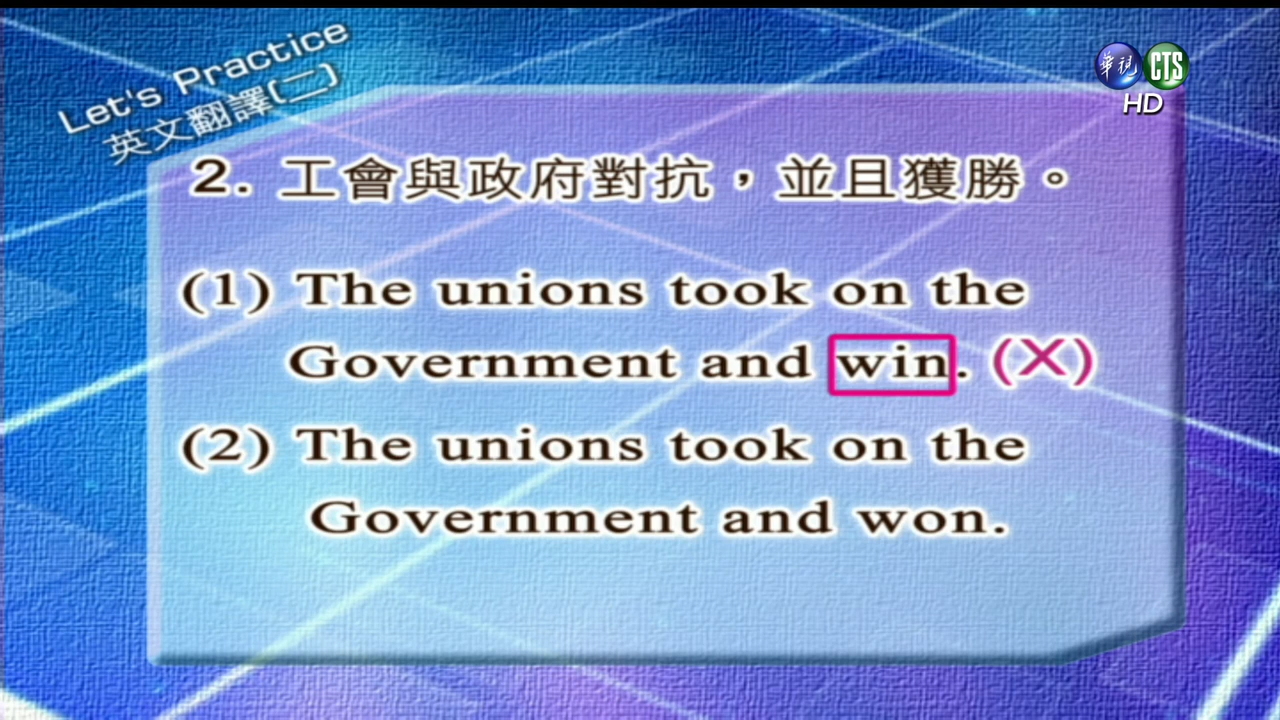 Let's Practice
英文翻譯(二)
華視 CTS
HD
2. 工會與政府對抗，並且獲勝。
(1) The unions took on the
Government and win. (X)
(2) The unions took on the
Government and won.